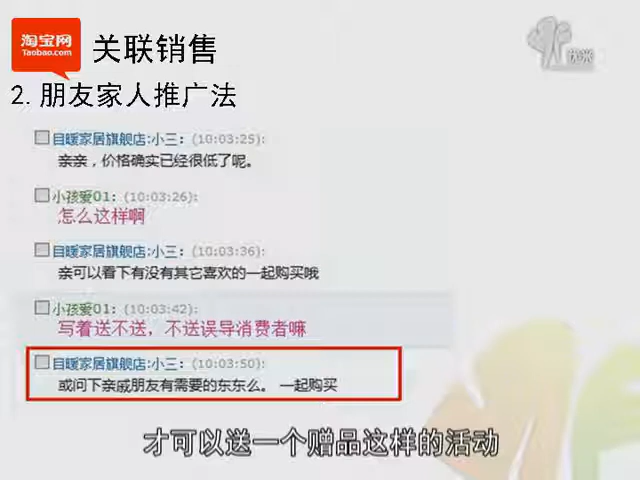 淘宝网
Taobao.com
关联销售
优米
2.朋友家人推广法
目暖家居旗舰店:小三: (10:03:25):
亲亲，价格确实已经很低了呢。
小孩爱01: (10:03:26):
怎么这样啊
目暖家居旗舰店:小三: (10:03:36):
亲可以看下有没有其它喜欢的一起购买哦
小孩爱01: (10:03:42):
写着送不送，不送误导消费者嘛
目暖家居旗舰店:小三: (10:03:50):
或问下亲戚朋友有需要的东东么。 一起购买
才可以送一个赠品这样的活动